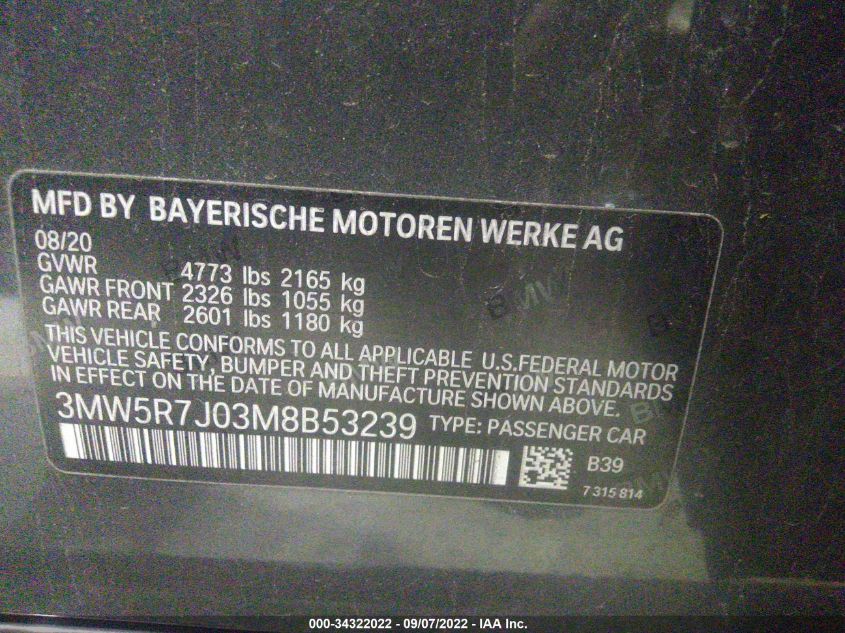 MFD BY BAYERISCHE MOTOREN WERKE AG
08/20
GVWR 4773 lbs 2165 kg
GAWR FRONT 2326 lbs 1055 kg
GAWR REAR 2601 lbs 1180 kg
THIS VEHICLE CONFORMS TO ALL APPLICABLE U.S.FEDERAL MOTOR
VEHICLE SAFETY, BUMPER AND THEFT PREVENTION STANDARDS
IN EFFECT ON THE DATE OF MANUFACTURE SHOWN ABOVE.
3MW5R7J03M8B53239 TYPE: PASSENGER CAR
B39
7 315 814
000-34322022 - 09/07/2022 - IAA Inc.